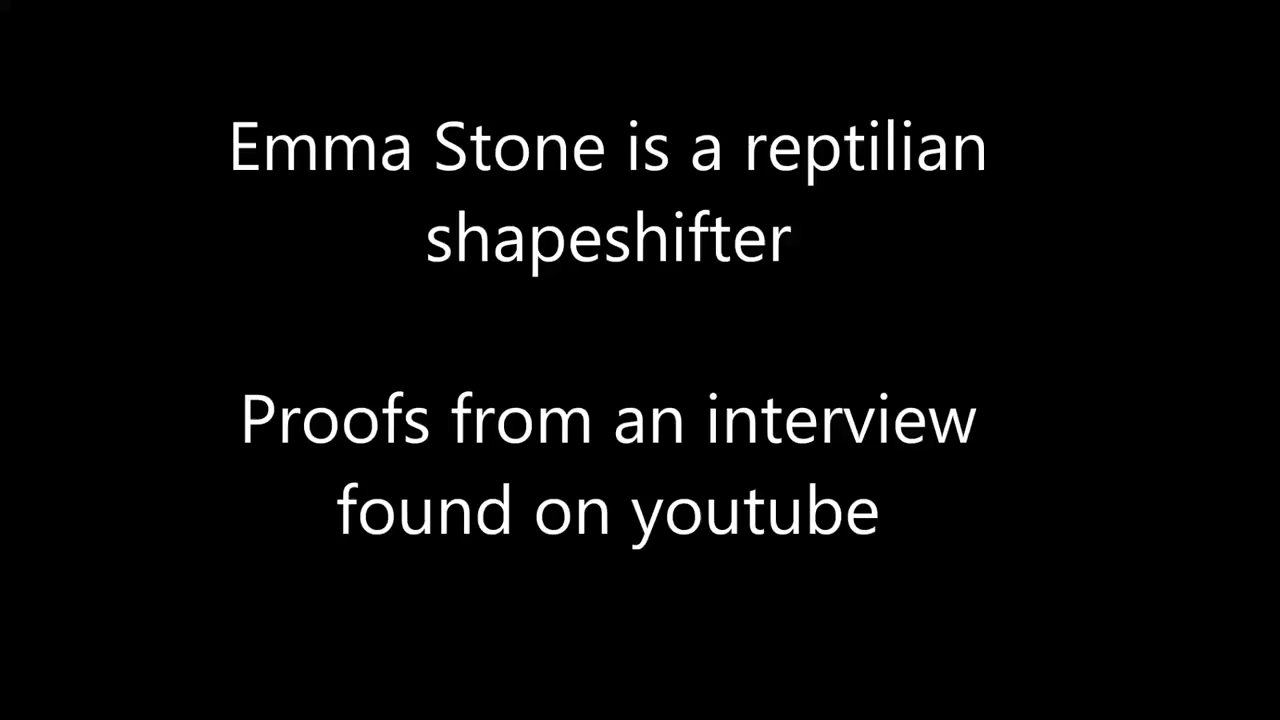 Emma Stone is a reptilian
shapeshifter
Proofs from an interview
found on youtube